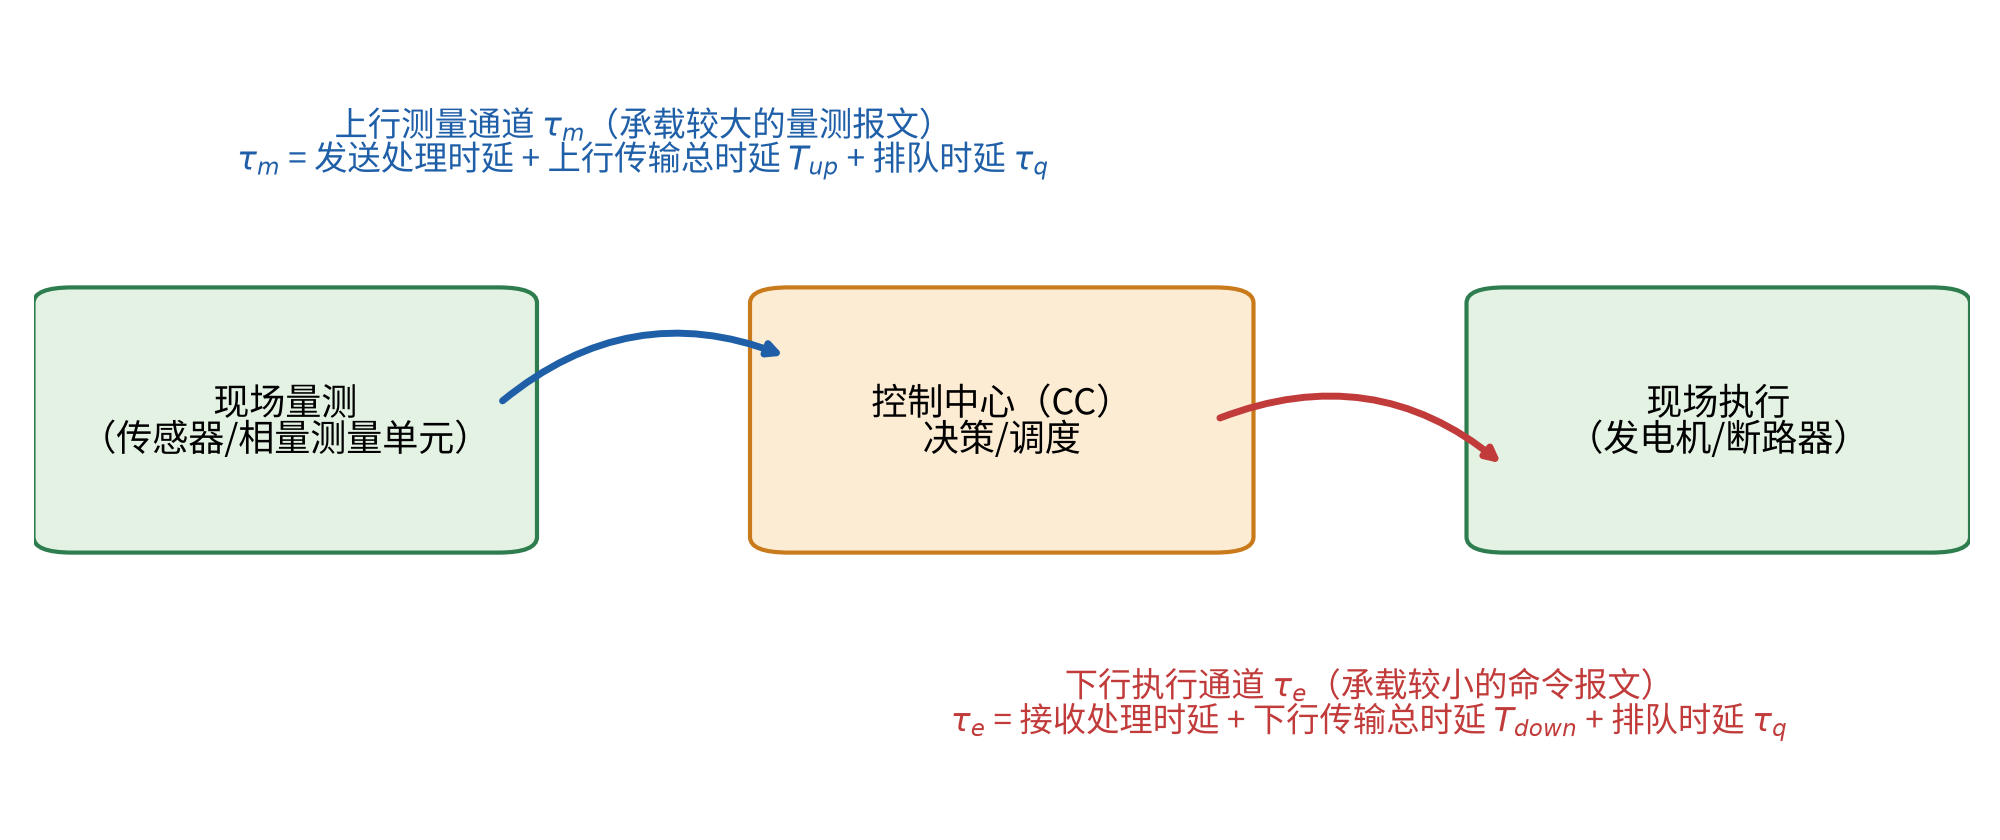 上行测量通道 τm（承载较大的量测报文）
τm = 发送处理时延 + 上行传输总时延 Tup + 排队时延 τq
现场量测
（传感器/相量测量单元）
控制中心（CC）
决策/调度
现场执行
（发电机/断路器）
下行执行通道 τe（承载较小的命令报文）
τe = 接收处理时延 + 下行传输总时延 Tdown + 排队时延 τq